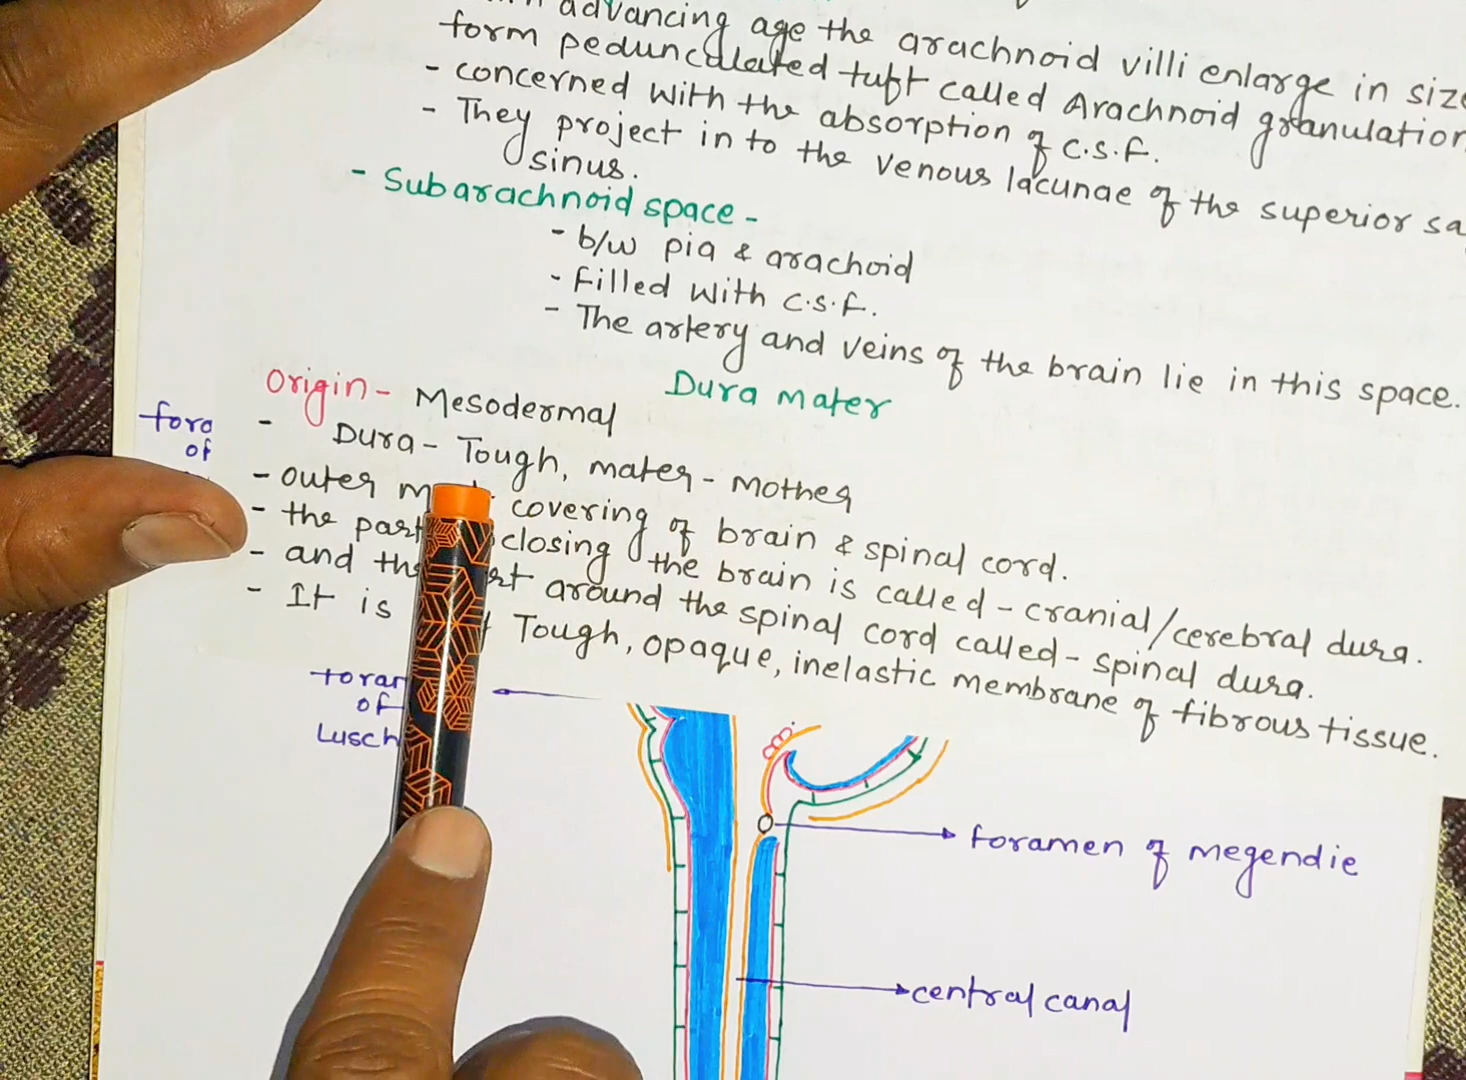 advancing age the arachnoid villi enlarge in size
form pedunculated tuft called Arachnoid granulation
- concerned with the absorption of c.s.f.
- They project in to the venous lacunae of the superior sa
sinus.
- Subarachnoid space -
- b/w pia & arachoid
- Filled with c.s.f.
- The artery and veins of the brain lie in this space.
Dura mater
Origin - Mesodermal
- Dura - Tough, mater - Mother
- outer covering of brain & spinal cord.
- the part closing the brain is called - cranial/cerebral dura.
- and the around the spinal cord called - spinal dura.
- It is Tough, opaque, inelastic membrane of fibrous tissue.
fora
of
foram
of
Lusch
foramen of megendie
central canal